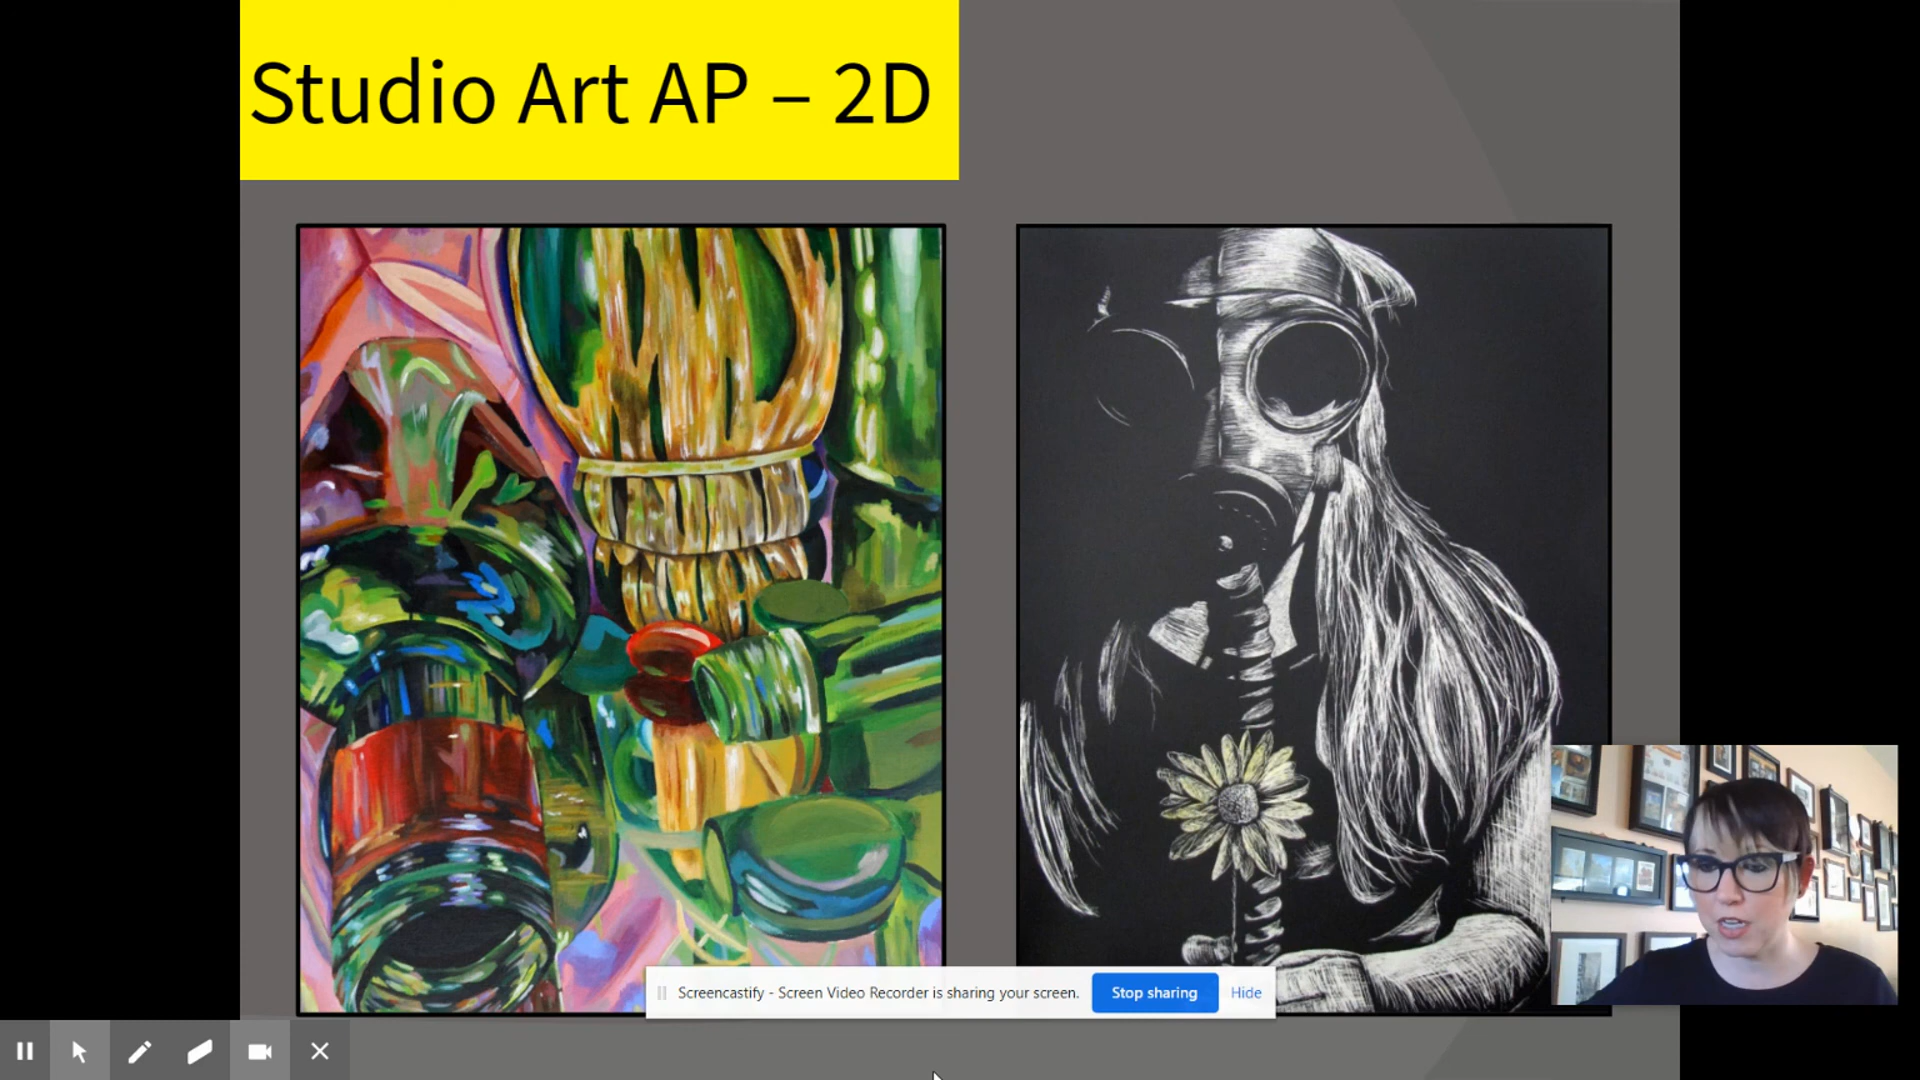 Studio Art AP – 2D
Screencastify - Screen Video Recorder is sharing your screen. Stop sharing Hide